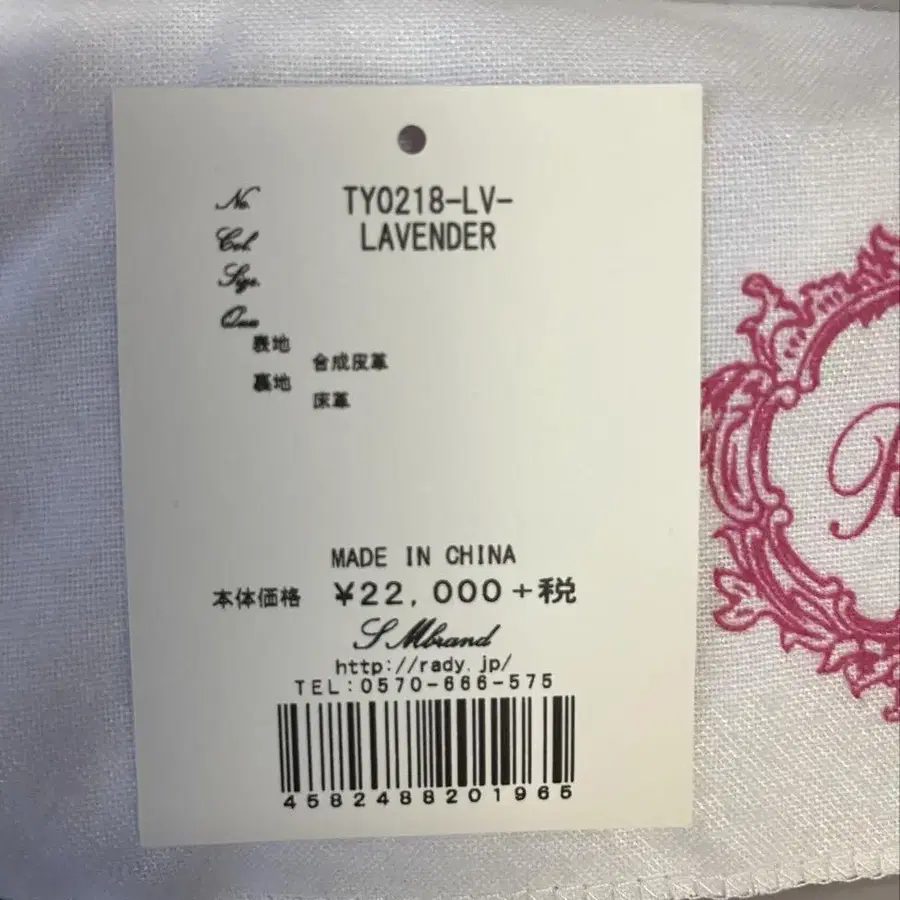 No. TYO218-LV-
Col. LAVENDER
Size.
Qua
表地
合成皮革
裏地
床革
MADE IN CHINA
本体価格 ¥22,000+税
S Mbrand
http://rady.jp/
TEL:0570-666-575
4582488201965